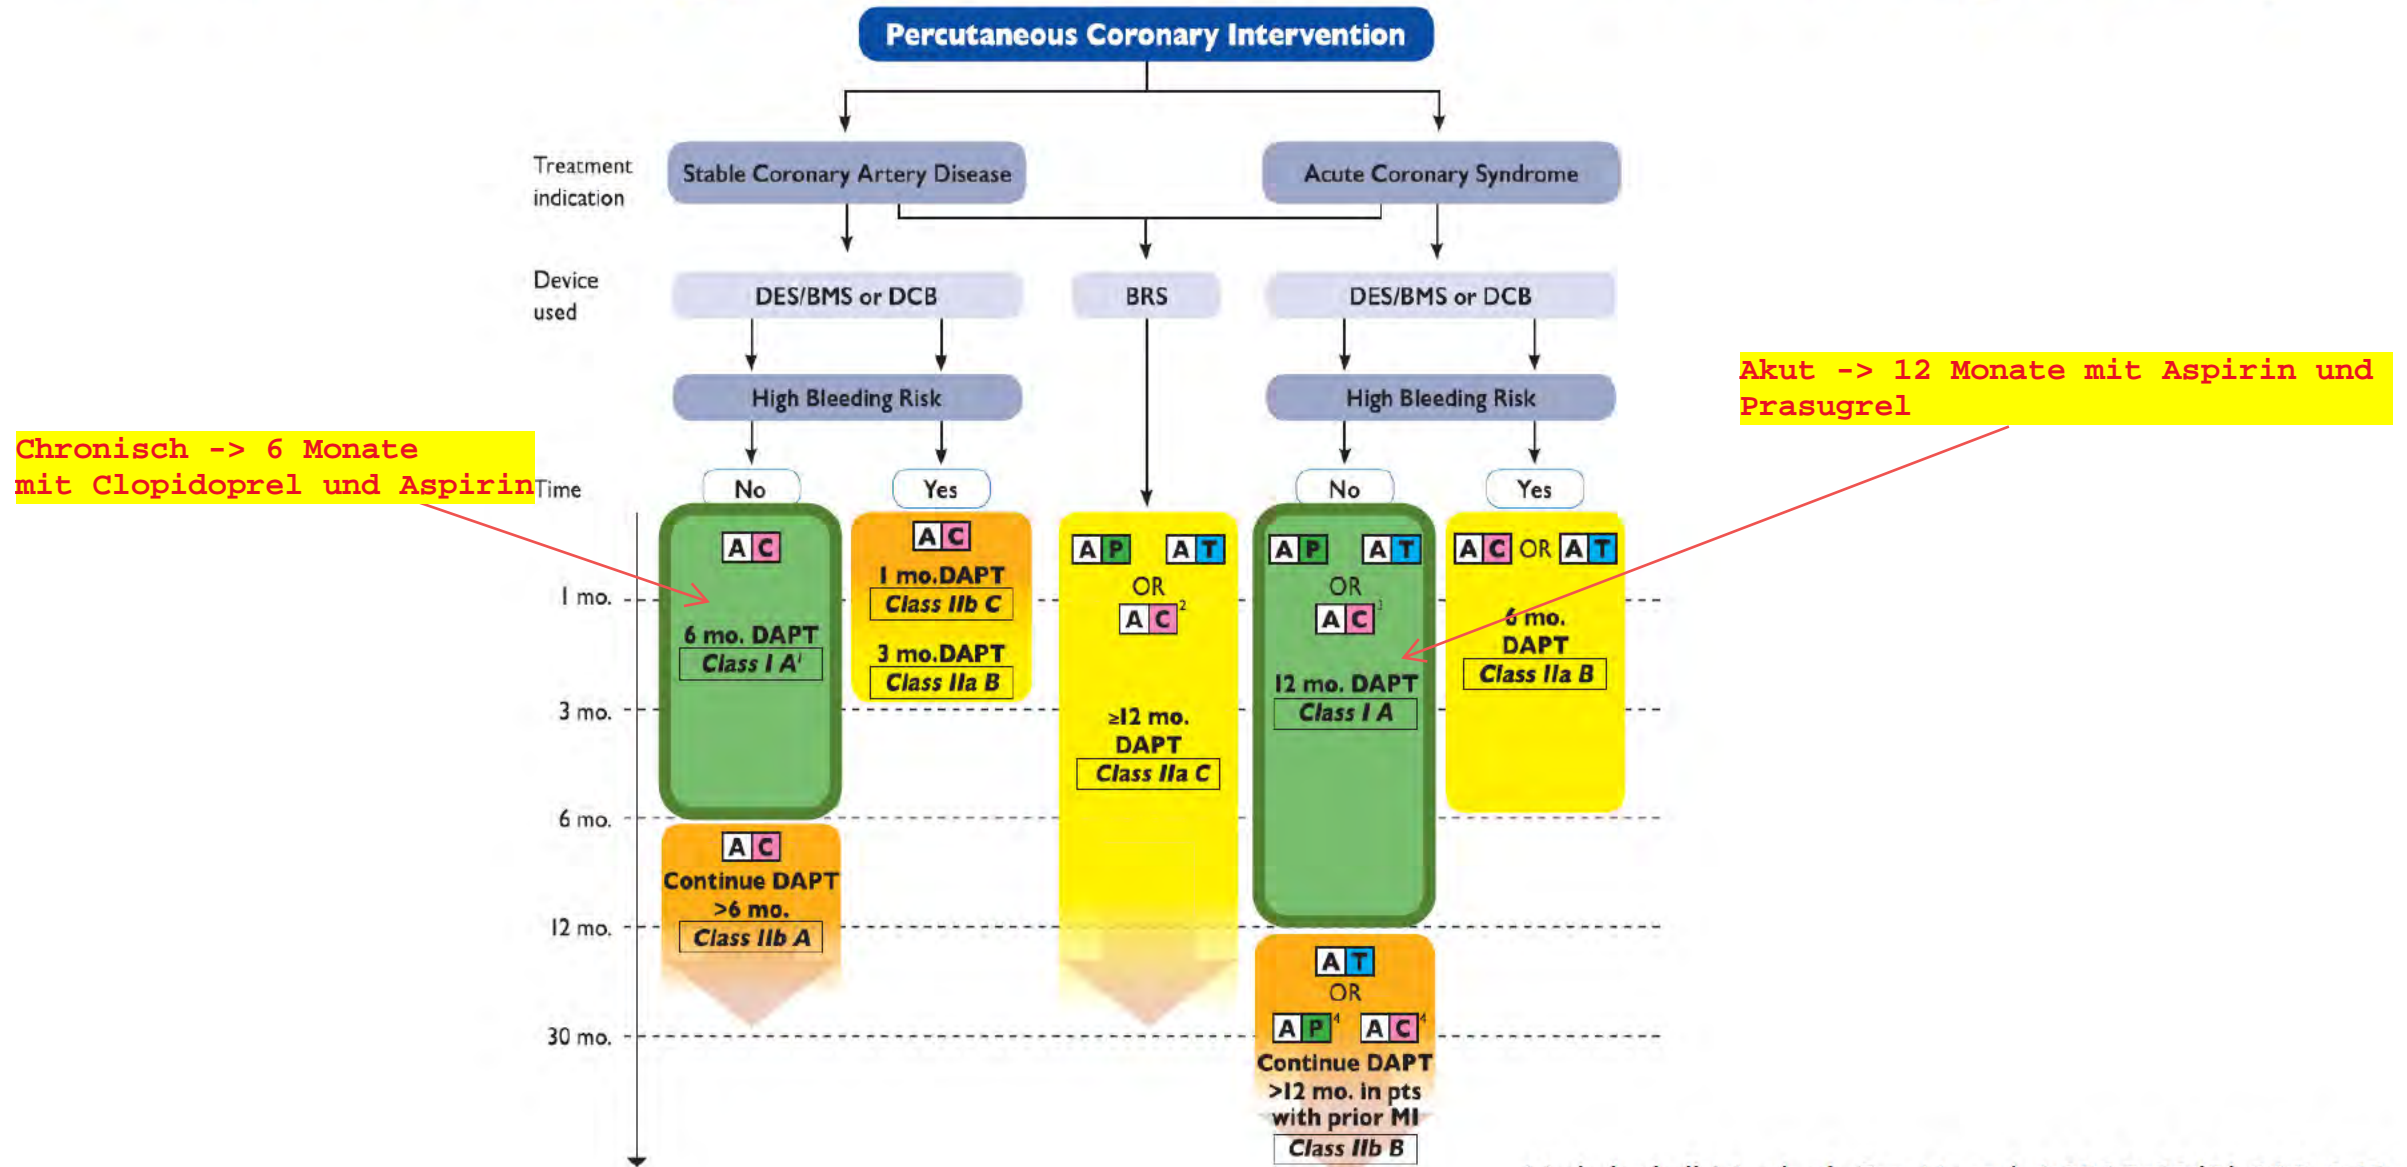 Percutaneous Coronary Intervention
Treatment
indication
Stable Coronary Artery Disease
Acute Coronary Syndrome
Device
used
DES/BMS or DCB
BRS
DES/BMS or DCB
High Bleeding Risk
High Bleeding Risk
Akut -> 12 Monate mit Aspirin und
Prasugrel
Chronisch -> 6 Monate
mit Clopidoprel und Aspirin
Time
No
Yes
No
Yes
A C
6 mo. DAPT
Class I A¹
A C
1 mo.DAPT
Class IIb C
3 mo.DAPT
Class IIa B
A P A T
OR
A C²
≥12 mo.
DAPT
Class IIa C
A P A T
OR
A C³
12 mo. DAPT
Class I A
A C OR A T
6 mo.
DAPT
Class IIa B
1 mo.
3 mo.
6 mo.
12 mo.
30 mo.
A C
Continue DAPT
>6 mo.
Class IIb A
A T
OR
A P⁴ A C⁴
Continue DAPT
>12 mo. in pts
with prior MI
Class IIb B